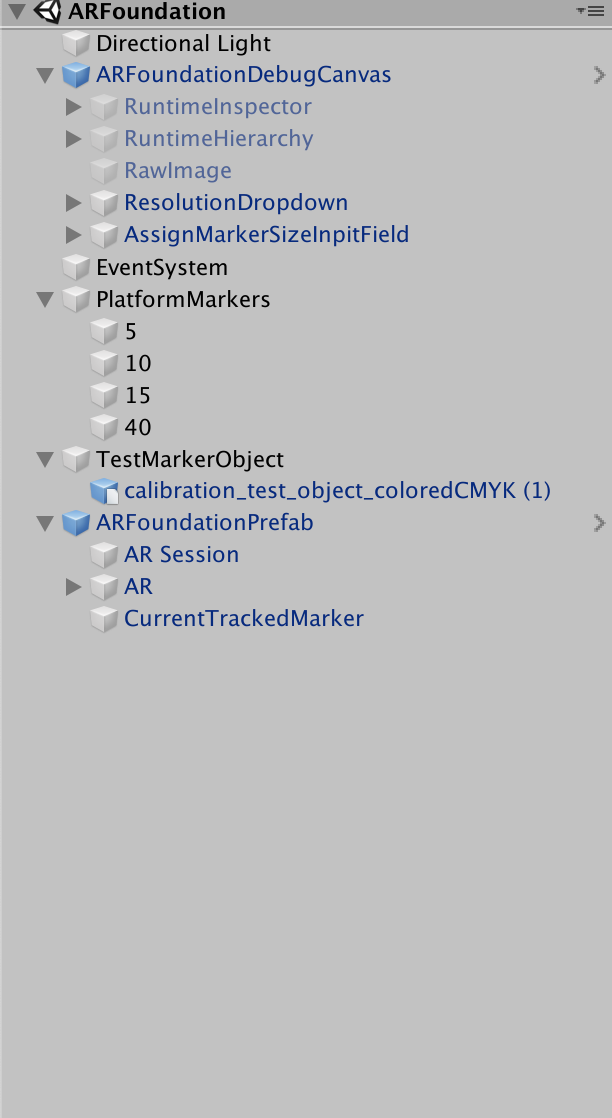 ARFoundation
Directional Light
ARFoundationDebugCanvas
RuntimeInspector
RuntimeHierarchy
RawImage
ResolutionDropdown
AssignMarkerSizeInpitField
EventSystem
PlatformMarkers
5
10
15
40
TestMarkerObject
calibration_test_object_coloredCMYK (1)
ARFoundationPrefab
AR Session
AR
CurrentTrackedMarker